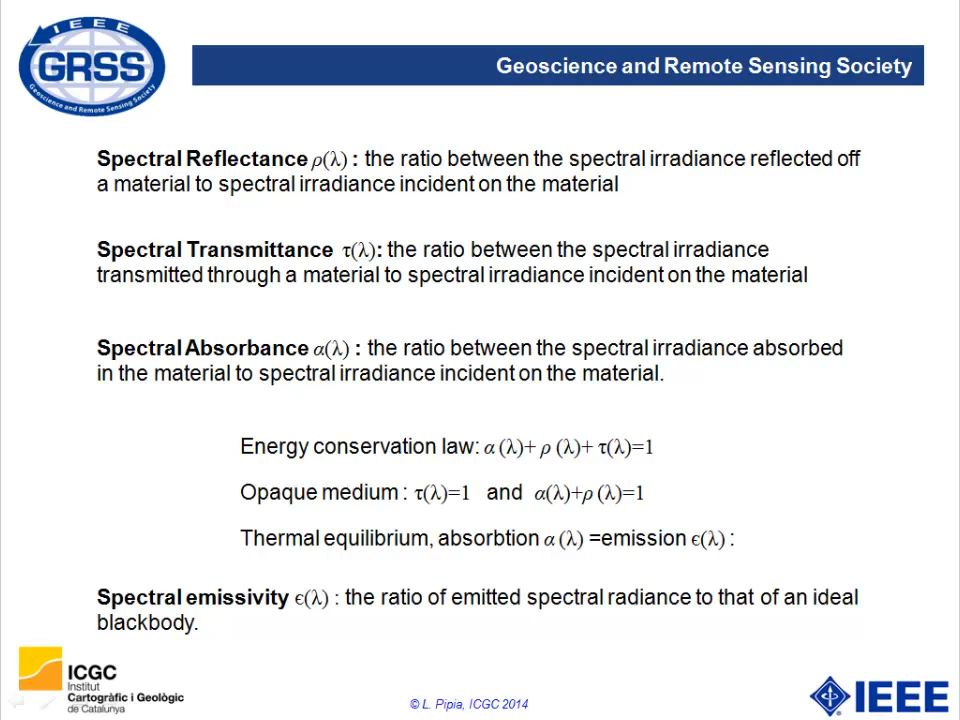 IEEE
GRSS
Geoscience and Remote Sensing Society
Geoscience and Remote Sensing Society
Spectral Reflectance ρ(λ) : the ratio between the spectral irradiance reflected off
a material to spectral irradiance incident on the material
Spectral Transmittance τ(λ): the ratio between the spectral irradiance
transmitted through a material to spectral irradiance incident on the material
Spectral Absorbance α(λ) : the ratio between the spectral irradiance absorbed
in the material to spectral irradiance incident on the material.
Energy conservation law: α (λ)+ ρ (λ)+ τ(λ)=1
Opaque medium : τ(λ)=1 and α(λ)+ρ (λ)=1
Thermal equilibrium, absorbtion α (λ) =emission ϵ(λ) :
Spectral emissivity ϵ(λ) : the ratio of emitted spectral radiance to that of an ideal
blackbody.
ICGC
Institut
Cartogràfic i Geològic
de Catalunya
© L. Pipia, ICGC 2014
IEEE